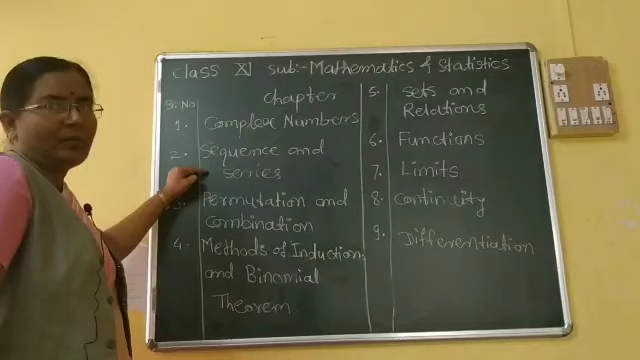 Class XI sub:- Mathematics & Statistics
Sr. No chapter
1. Complex Numbers
2. Sequence and
Series
3. Permutation and
Combination
4. Methods of Induction
and Binomial
Theorem
5. Sets and
Relations
6. Functions
7. Limits
8. Continuity
9. Differentiation